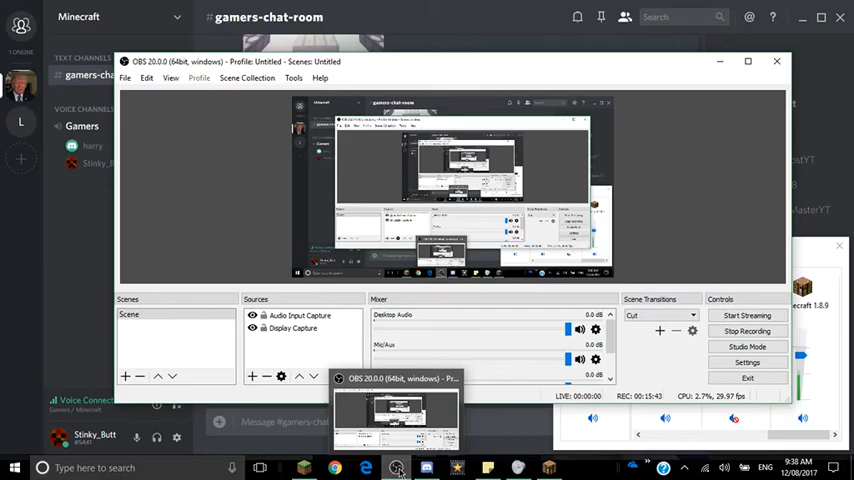 Minecraft
# gamers-chat-room
Search
1 ONLINE
TEXT CHANNELS
# gamers-cha
VOICE CHANNELS
Gamers
harry
Stinky_B
L
OBS 20.0.0 (64bit, windows) - Profile: Untitled - Scenes: Untitled
File Edit View Profile Scene Collection Tools Help
Scenes
Scene
Sources
Audio Input Capture
Display Capture
Mixer
Desktop Audio 0.0 dB
Mic/Aux 0.0 dB
Scene Transitions
Cut
Controls
Start Streaming
Stop Recording
Studio Mode
Settings
Exit
LIVE: 00:00:00 REC: 00:15:43 CPU: 2.7%, 29.97 fps
OBS 20.0.0 (64bit, windows) - Pr...
ostYT
MasterYT
craft 1.8.9
Voice Connect
Gamers / Minecraft
Stinky_Butt
#5441
Message #gamers-c
Type here to search
ENG
9:38 AM
12/08/2017